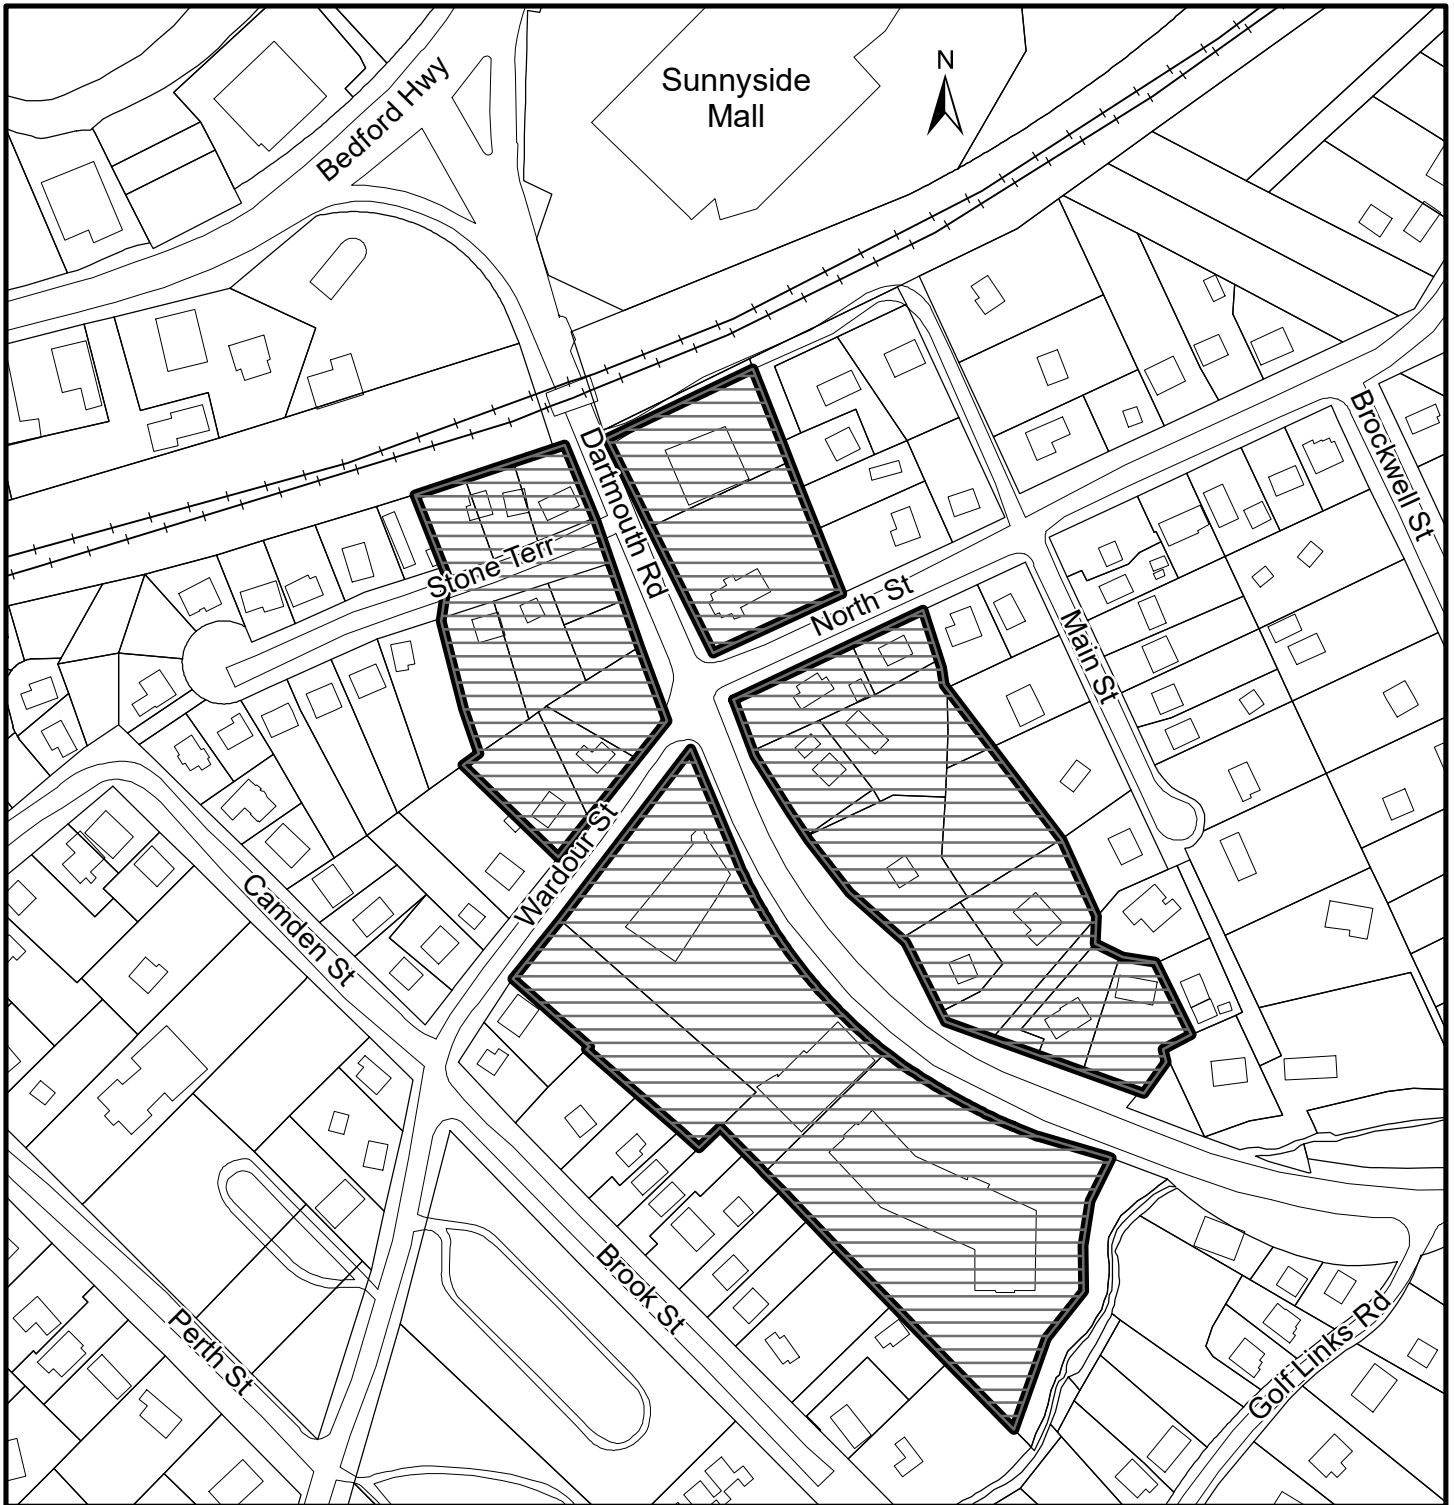 Sunnyside
Mall
N
Bedford Hwy
Dartmouth Rd
Brockwell St
Stone Terr
North St
Main St
Wardour St
Camden St
Brook St
Perth St
Golf Links Rd